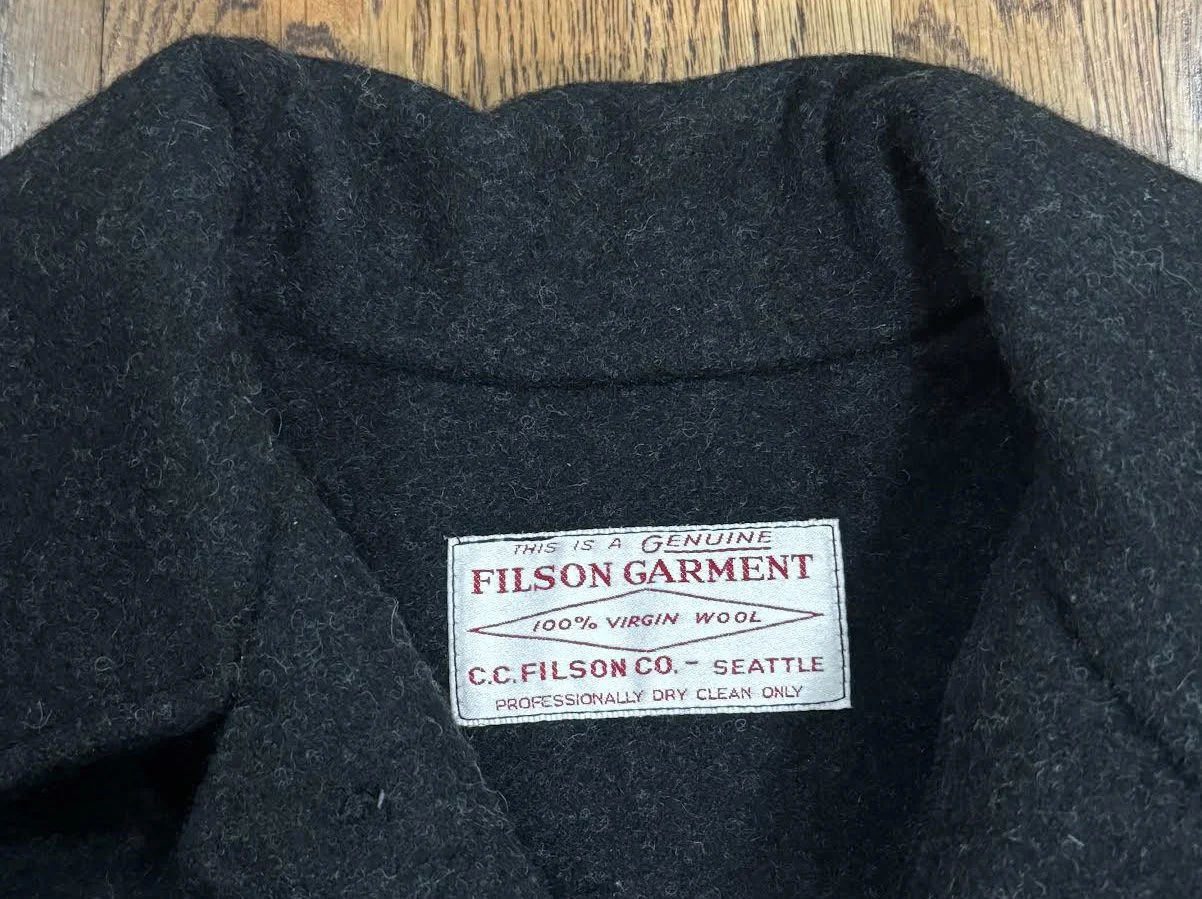 THIS IS A GENUINE
FILSON GARMENT
100% VIRGIN WOOL
C.C. FILSON CO. - SEATTLE
PROFESSIONALLY DRY CLEAN ONLY